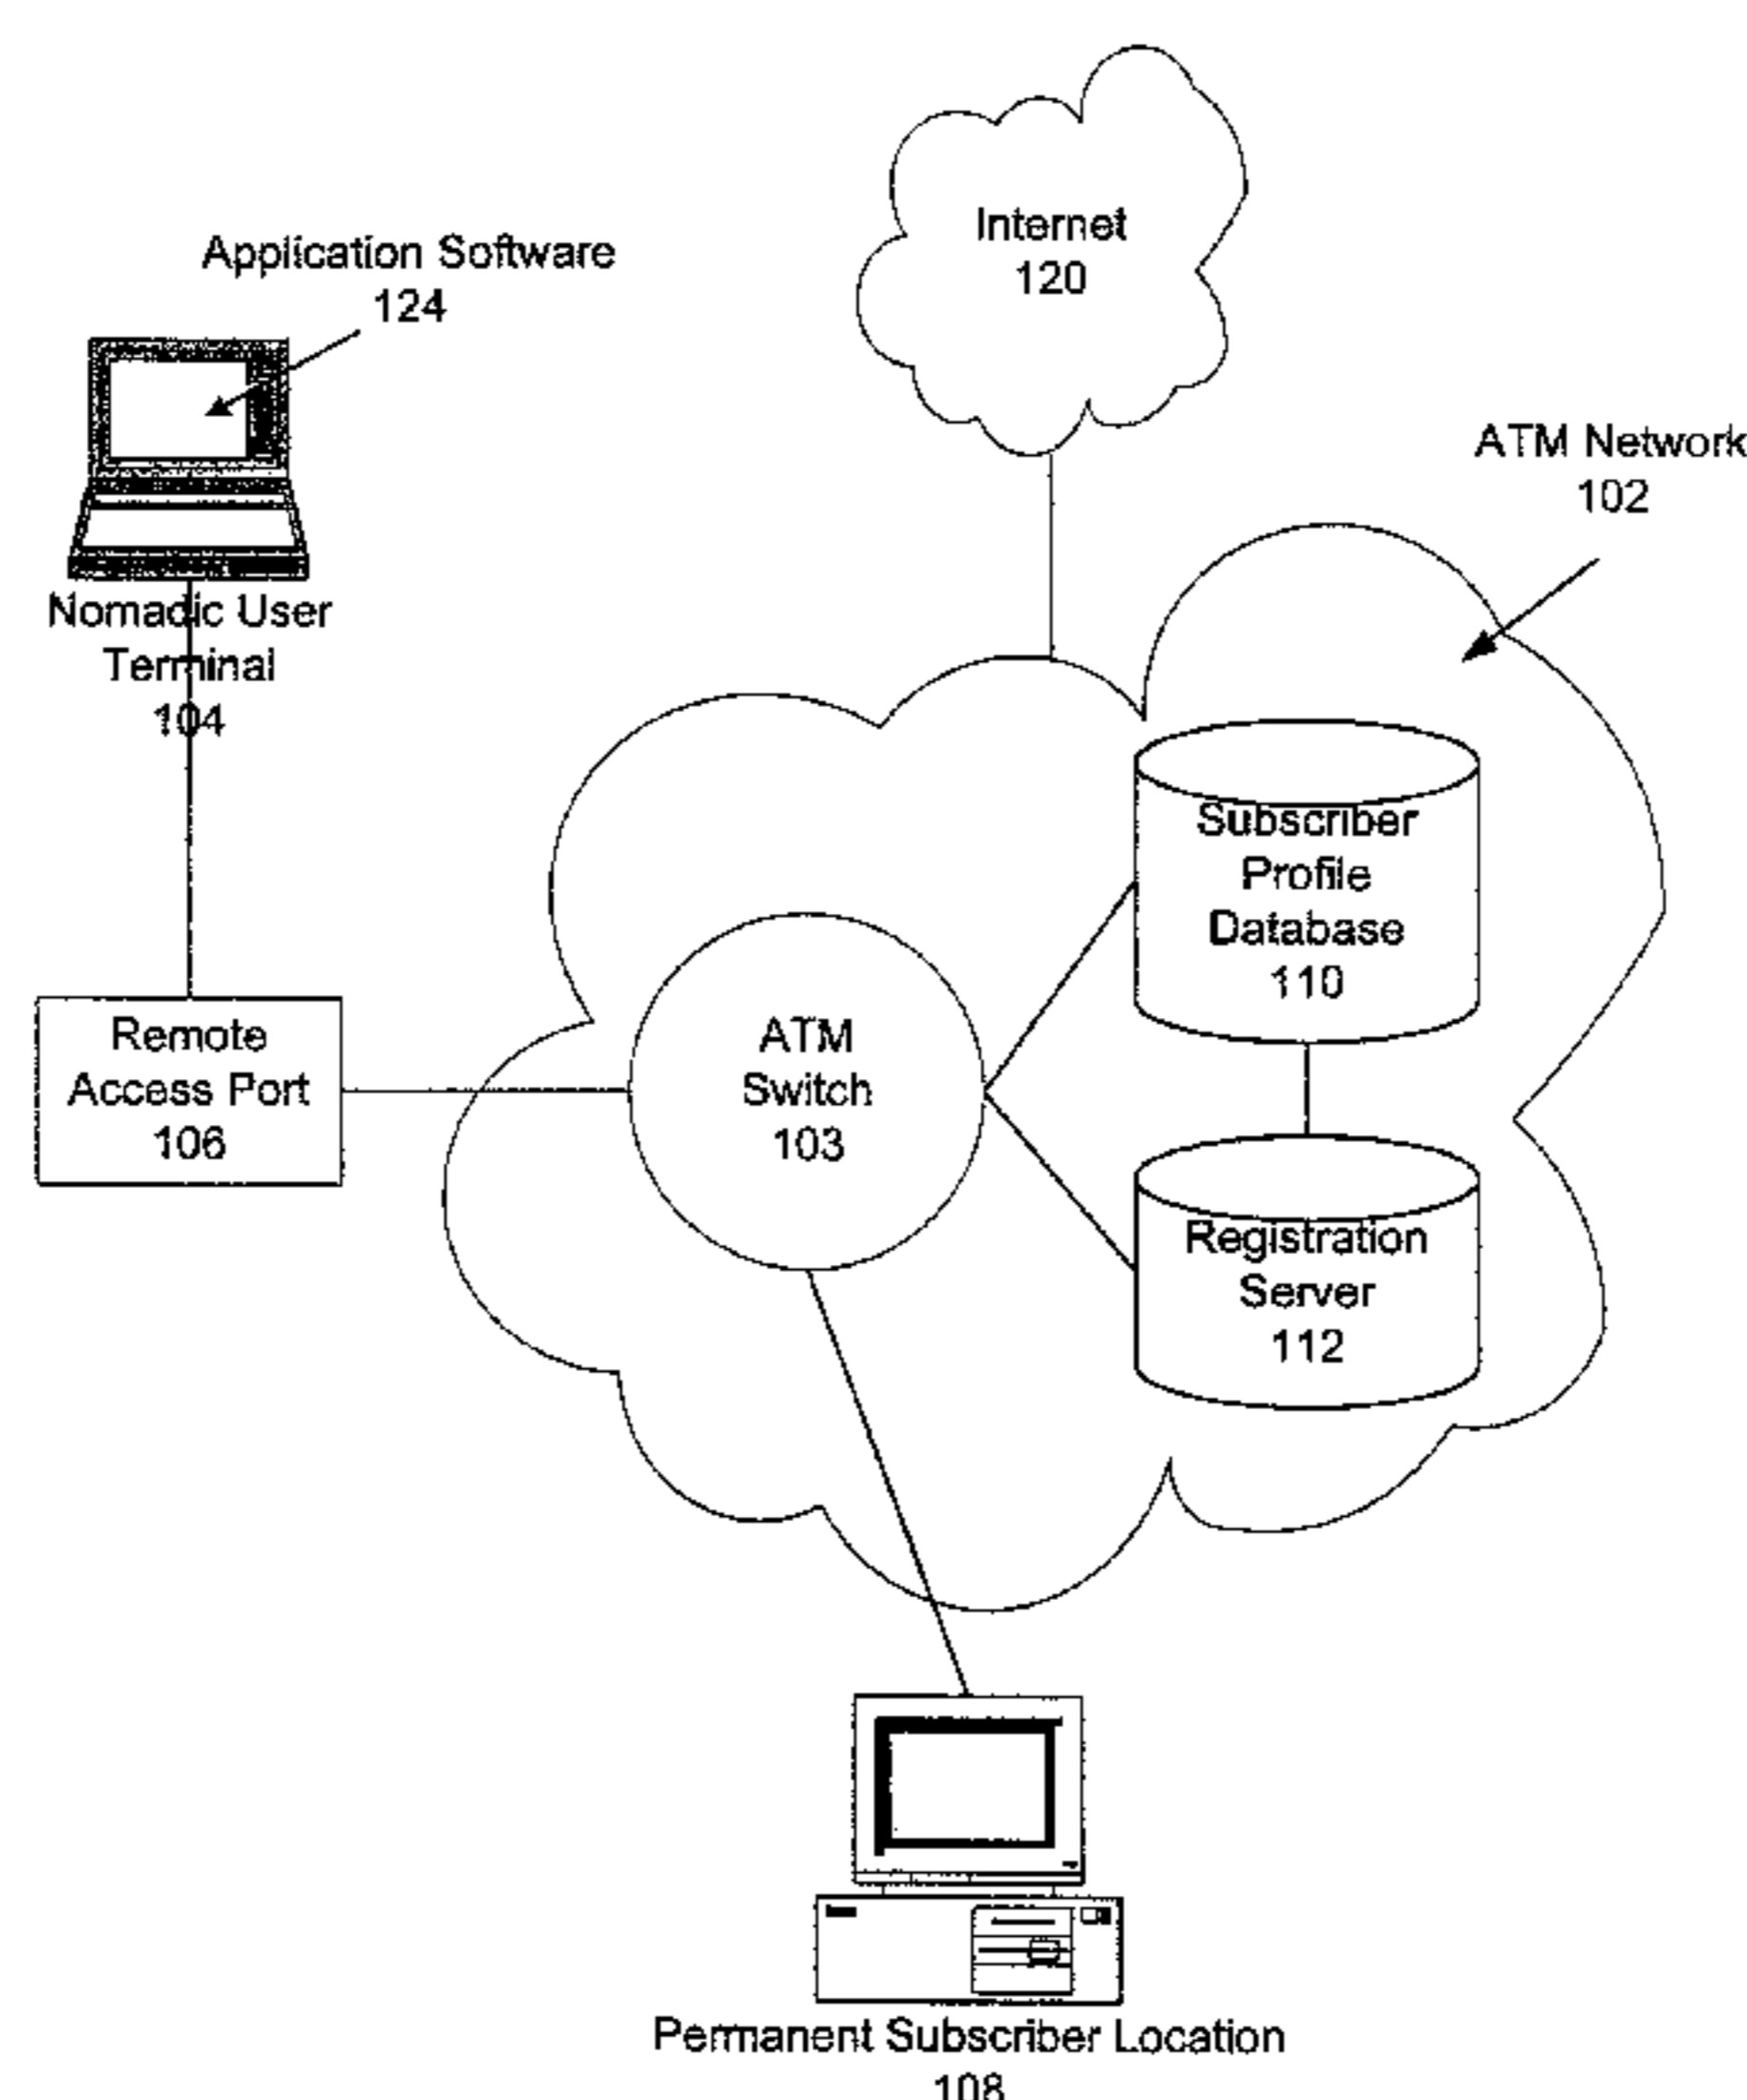 Internet
120
Application Software
124
ATM Network
102
Nomadic User
Terminal
104
Subscriber
Profile
Database
110
Remote
Access Port
106
ATM
Switch
103
Registration
Server
112
Permanent Subscriber Location
108